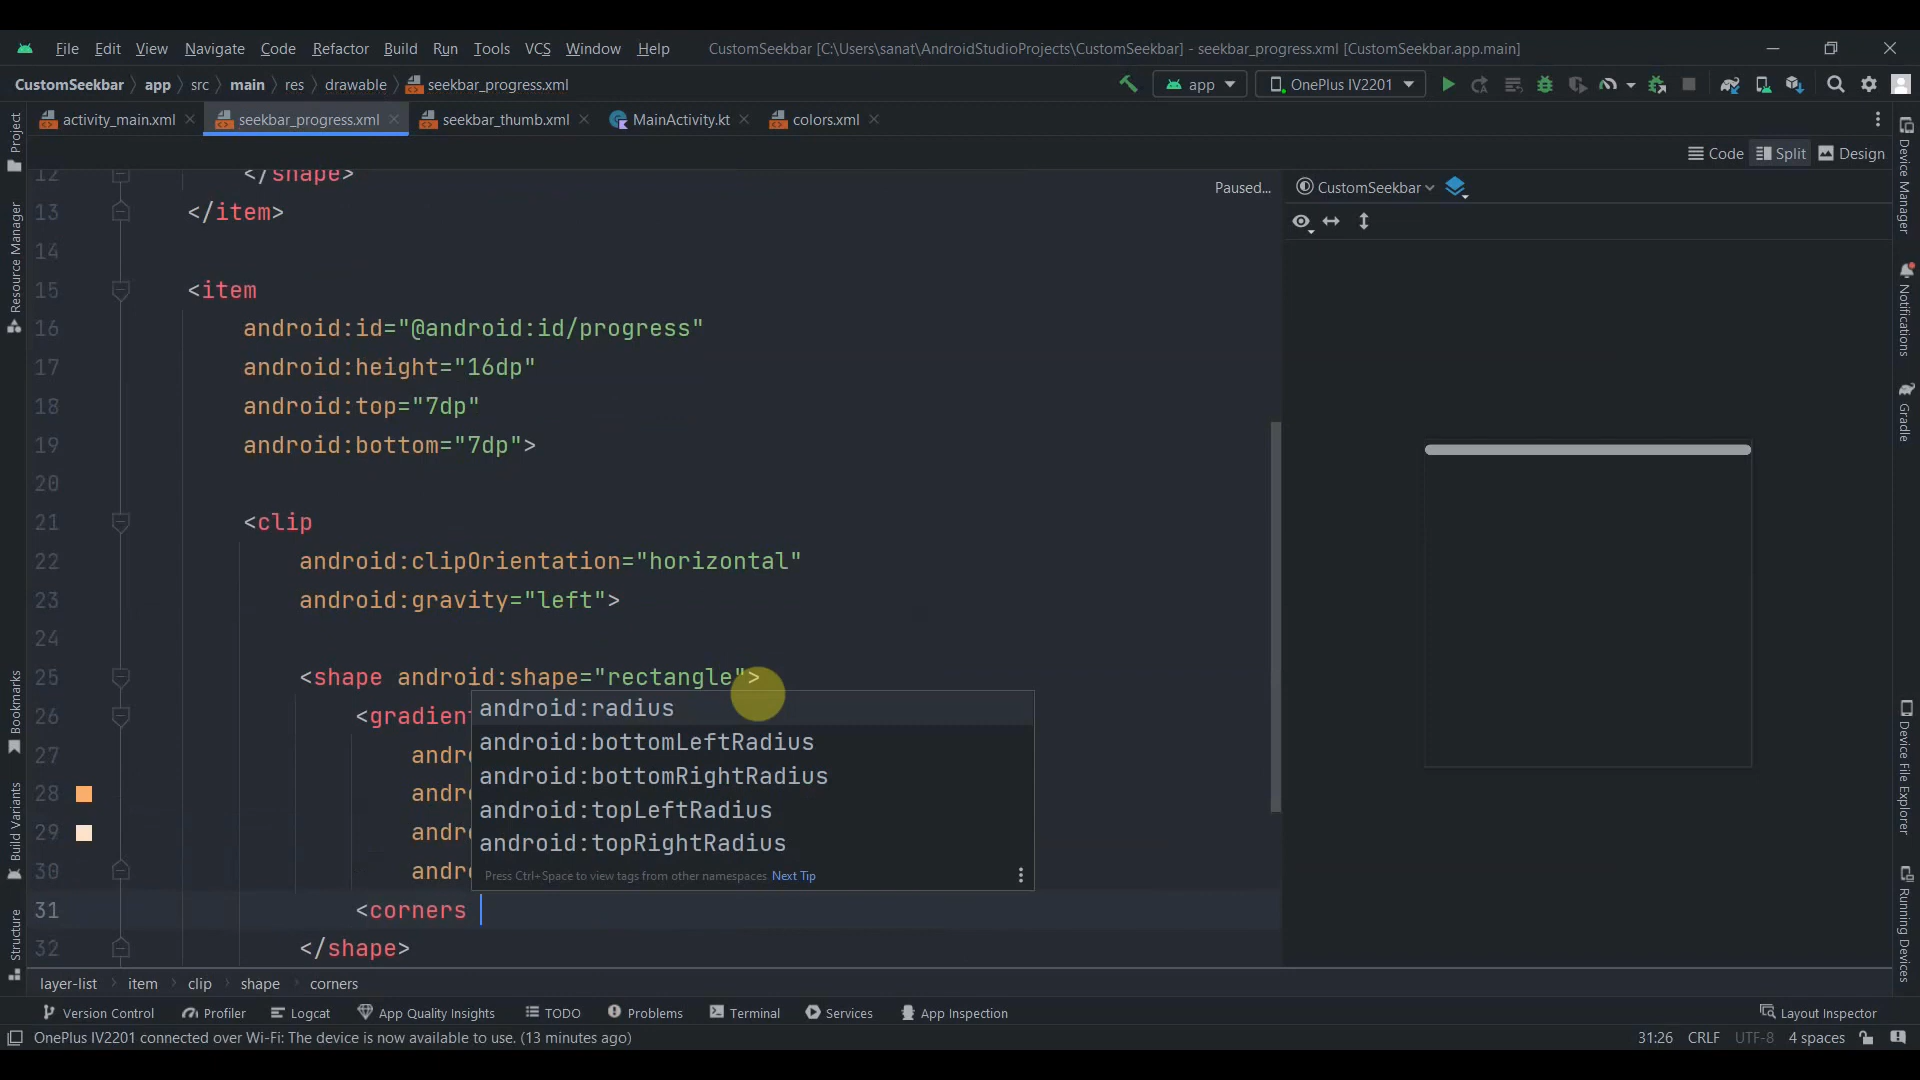 File Edit View Navigate Code Refactor Build Run Tools VCS Window Help CustomSeekbar [C:\Users\sanat\AndroidStudioProjects\CustomSeekbar] - seekbar_progress.xml [CustomSeekbar.app.main]
CustomSeekbar app src main res drawable seekbar_progress.xml app OnePlus IV2201
activity_main.xml seekbar_progress.xml seekbar_thumb.xml MainActivity.kt colors.xml
Code Split Design
Paused... CustomSeekbar
12 </shape>
13 </item>
14
15 <item
16 android:id="@android:id/progress"
17 android:height="16dp"
18 android:top="7dp"
19 android:bottom="7dp">
20
21 <clip
22 android:clipOrientation="horizontal"
23 android:gravity="left">
24
25 <shape android:shape="rectangle">
26 <gradient
27 andro
28 andro
29 andro
30 andro
31 <corners
32 </shape>
android:radius
android:bottomLeftRadius
android:bottomRightRadius
android:topLeftRadius
android:topRightRadius
Press Ctrl+Space to view tags from other namespaces Next Tip
layer-list item clip shape corners
Version Control Profiler Logcat App Quality Insights TODO Problems Terminal Services App Inspection Layout Inspector
OnePlus IV2201 connected over Wi-Fi: The device is now available to use. (13 minutes ago) 31:26 CRLF UTF-8 4 spaces
Project
Resource Manager
Bookmarks
Build Variants
Structure
Device Manager
Notifications
Gradle
Device File Explorer
Running Devices